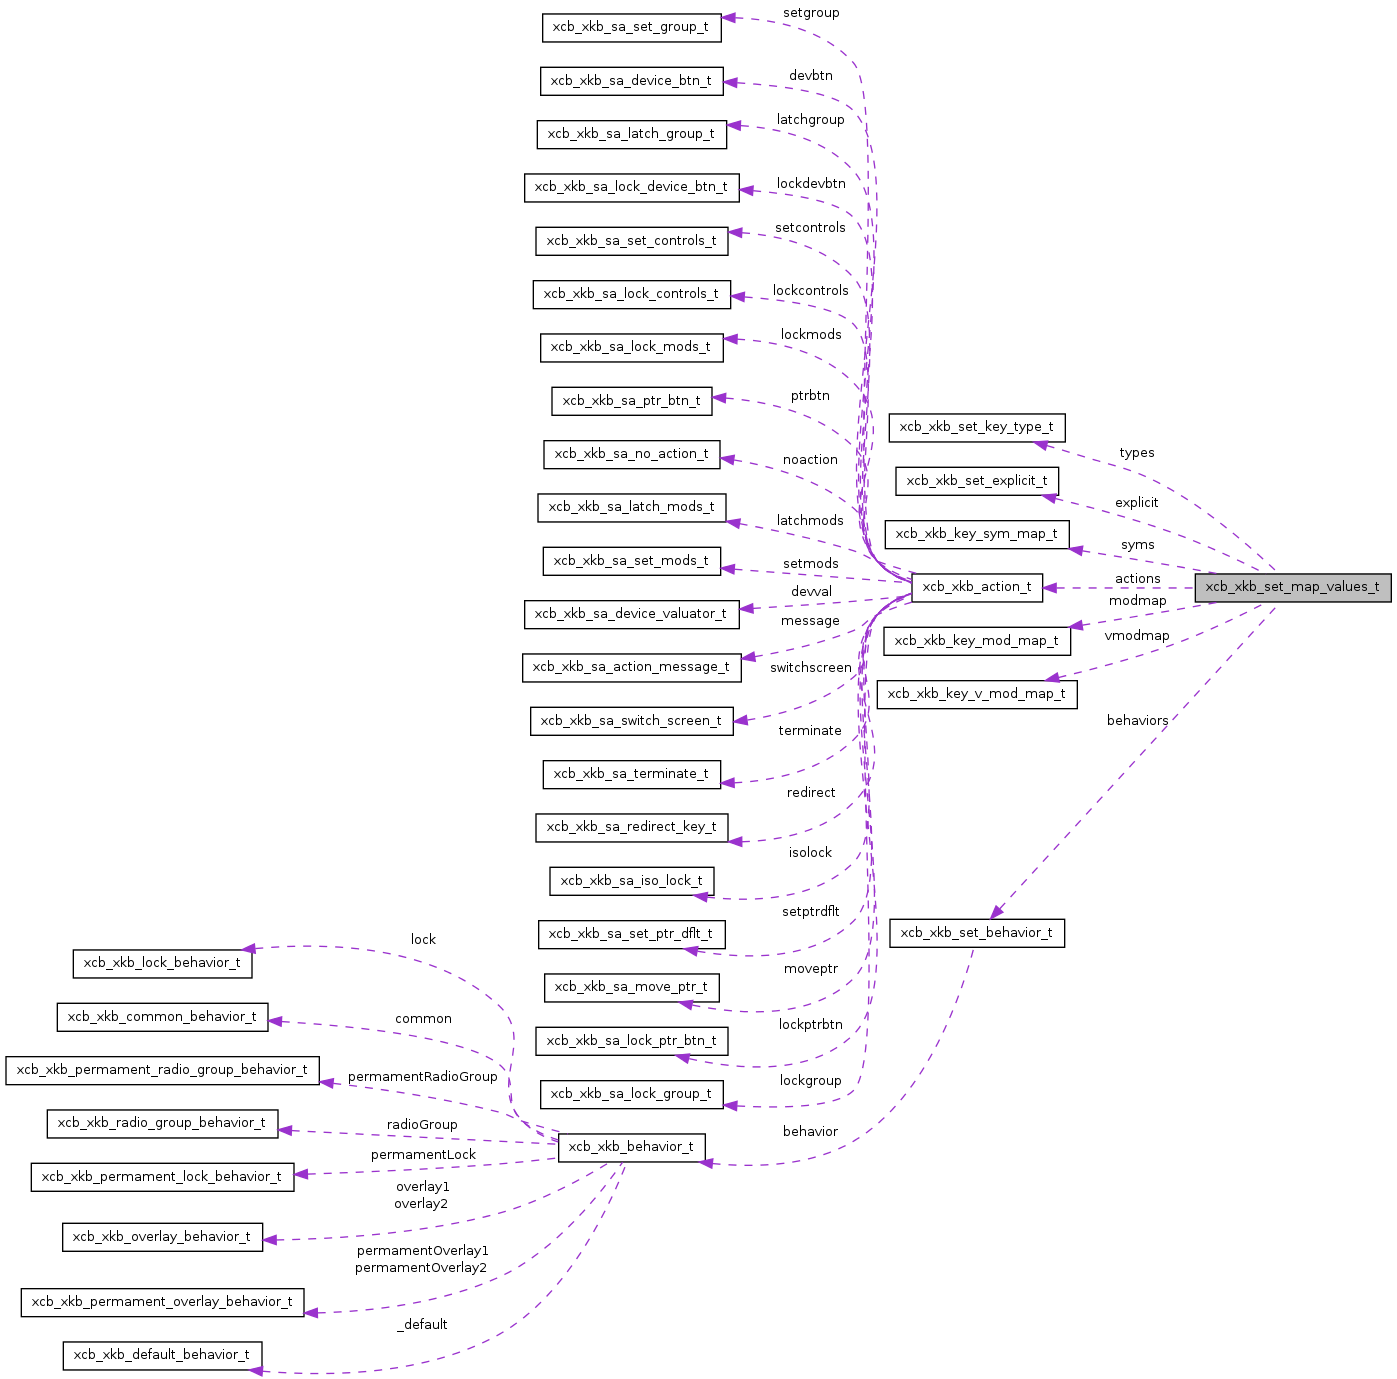 setgroup
xcb_xkb_sa_set_group_t
devbtn
xcb_xkb_sa_device_btn_t
latchgroup
xcb_xkb_sa_latch_group_t
lockdevbtn
xcb_xkb_sa_lock_device_btn_t
setcontrols
xcb_xkb_sa_set_controls_t
lockcontrols
xcb_xkb_sa_lock_controls_t
lockmods
xcb_xkb_sa_lock_mods_t
ptrbtn
xcb_xkb_sa_ptr_btn_t
noaction
xcb_xkb_sa_no_action_t
latchmods
xcb_xkb_sa_latch_mods_t
setmods
xcb_xkb_sa_set_mods_t
devval
xcb_xkb_sa_device_valuator_t
message
xcb_xkb_sa_action_message_t
switchscreen
xcb_xkb_sa_switch_screen_t
terminate
xcb_xkb_sa_terminate_t
redirect
xcb_xkb_sa_redirect_key_t
isolock
xcb_xkb_sa_iso_lock_t
setptrdflt
xcb_xkb_sa_set_ptr_dflt_t
moveptr
xcb_xkb_sa_move_ptr_t
lockptrbtn
xcb_xkb_sa_lock_ptr_btn_t
lockgroup
xcb_xkb_sa_lock_group_t
xcb_xkb_action_t
xcb_xkb_set_key_type_t
types
xcb_xkb_set_explicit_t
explicit
xcb_xkb_key_sym_map_t
syms
actions
xcb_xkb_set_map_values_t
modmap
xcb_xkb_key_mod_map_t
vmodmap
xcb_xkb_key_v_mod_map_t
behaviors
xcb_xkb_set_behavior_t
behavior
xcb_xkb_behavior_t
lock
xcb_xkb_lock_behavior_t
common
xcb_xkb_common_behavior_t
permamentRadioGroup
xcb_xkb_permament_radio_group_behavior_t
radioGroup
xcb_xkb_radio_group_behavior_t
permamentLock
xcb_xkb_permament_lock_behavior_t
overlay1
overlay2
xcb_xkb_overlay_behavior_t
permamentOverlay1
permamentOverlay2
xcb_xkb_permament_overlay_behavior_t
_default
xcb_xkb_default_behavior_t